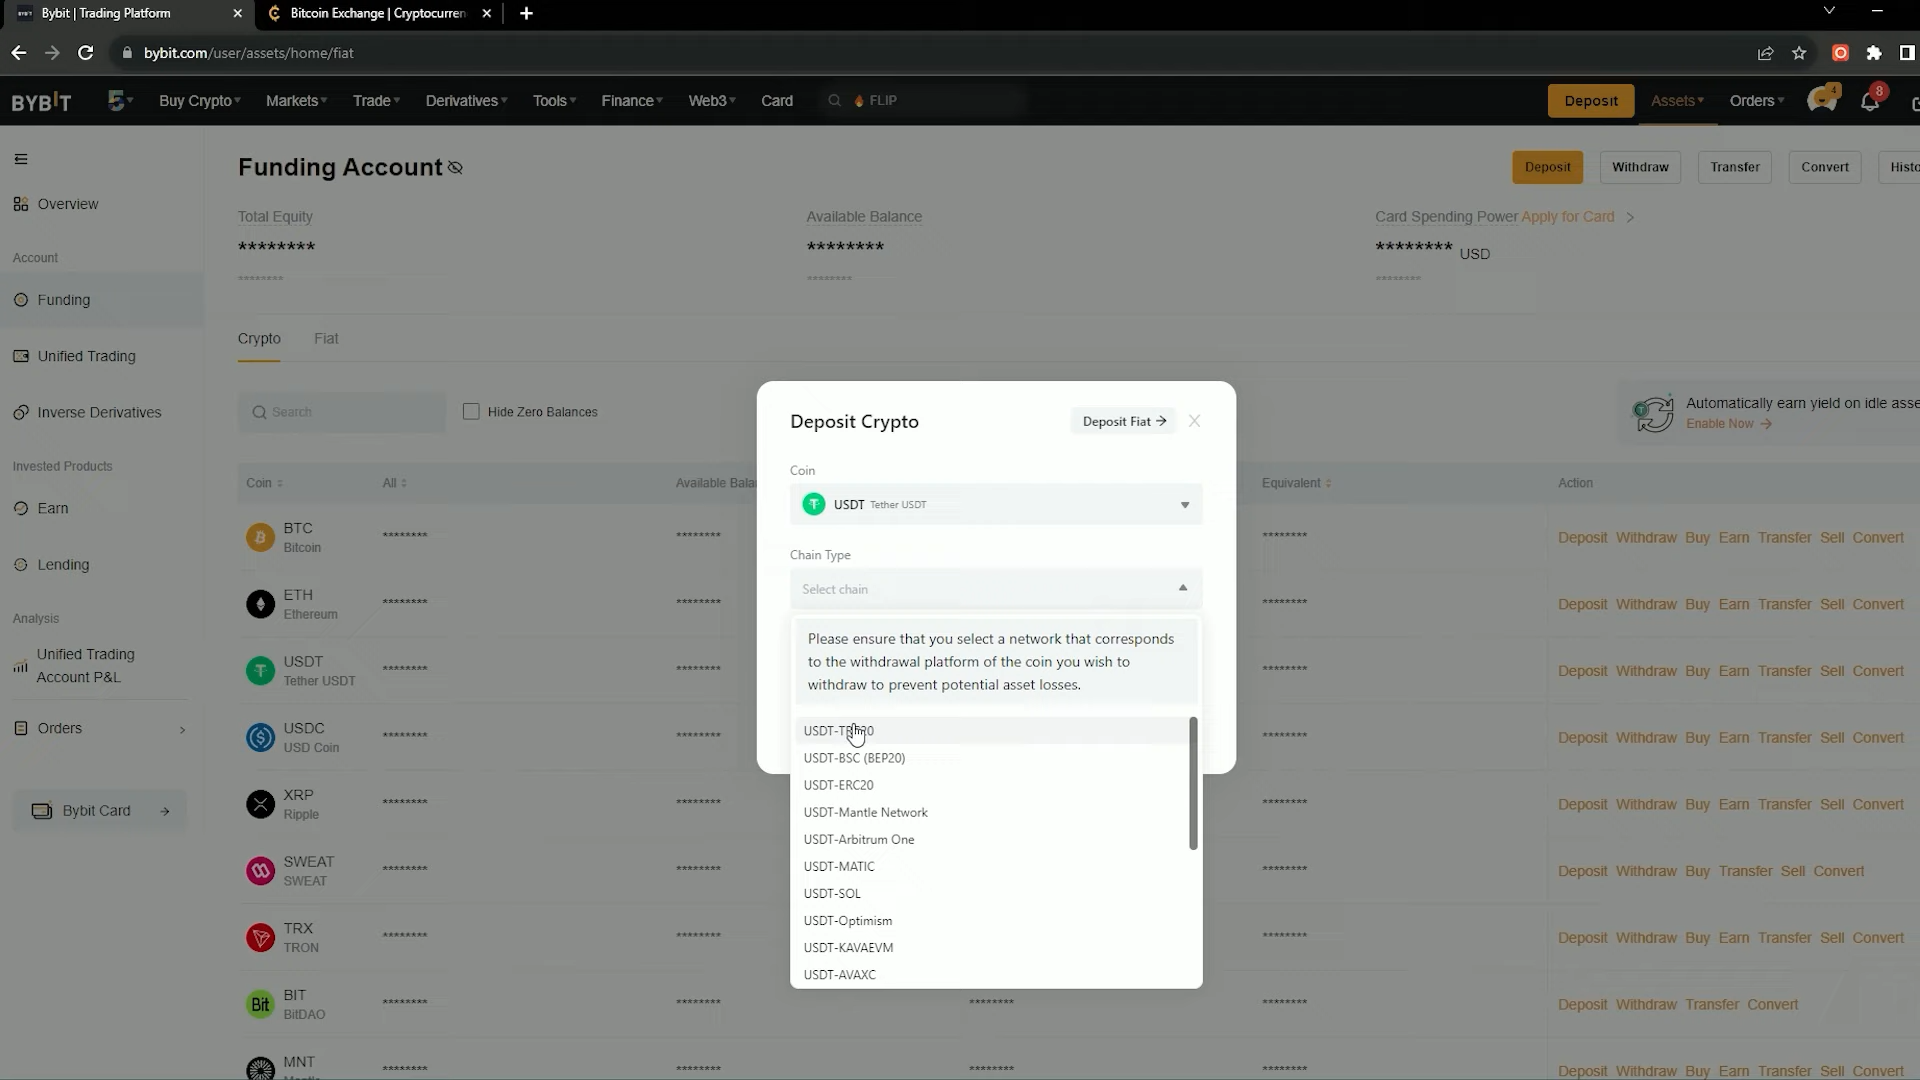 Bybit | Trading Platform
Bitcoin Exchange | Cryptocurren
bybit.com/user/assets/home/fiat
BYBIT
Buy Crypto
Markets
Trade
Derivatives
Tools
Finance
Web3
Card
FLIP
Deposit
Assets
Orders
4
8
Funding Account
Deposit
Withdraw
Transfer
Convert
Histo
Overview
Total Equity
Available Balance
Card Spending Power Apply for Card >
********
********
******** USD
********
********
********
Account
Funding
Unified Trading
Inverse Derivatives
Invested Products
Earn
Lending
Analysis
Unified Trading
Account P&L
Orders
Bybit Card
Crypto
Fiat
Search
Hide Zero Balances
Automatically earn yield on idle asse
Enable Now
Coin
All
Available Bala
Equivalent
Action
BTC
Bitcoin
********
********
********
Deposit Withdraw Buy Earn Transfer Sell Convert
ETH
Ethereum
********
********
********
Deposit Withdraw Buy Earn Transfer Sell Convert
USDT
Tether USDT
********
********
********
Deposit Withdraw Buy Earn Transfer Sell Convert
USDC
USD Coin
********
********
********
Deposit Withdraw Buy Earn Transfer Sell Convert
XRP
Ripple
********
********
********
Deposit Withdraw Buy Earn Transfer Sell Convert
SWEAT
SWEAT
********
********
********
Deposit Withdraw Buy Transfer Sell Convert
TRX
TRON
********
********
********
Deposit Withdraw Buy Earn Transfer Sell Convert
Bit
BIT
BitDAO
********
********
********
********
Deposit Withdraw Transfer Convert
MNT
********
********
********
********
Deposit Withdraw Buy Earn Transfer Sell Convert
Deposit Crypto
Deposit Fiat
Coin
USDT Tether USDT
Chain Type
Select chain
Please ensure that you select a network that corresponds
to the withdrawal platform of the coin you wish to
withdraw to prevent potential asset losses.
USDT-BSC (BEP20)
USDT-ERC20
USDT-Mantle Network
USDT-Arbitrum One
USDT-MATIC
USDT-SOL
USDT-Optimism
USDT-KAVAEVM
USDT-AVAXC